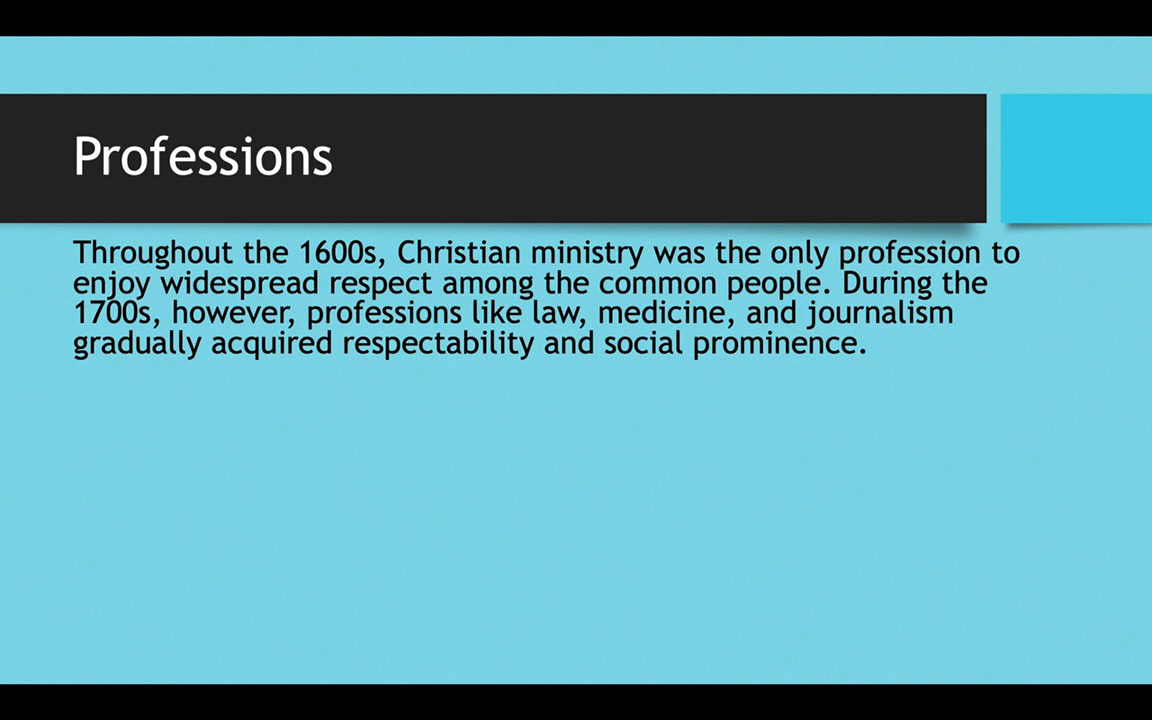 Professions
Throughout the 1600s, Christian ministry was the only profession to
enjoy widespread respect among the common people. During the
1700s, however, professions like law, medicine, and journalism
gradually acquired respectability and social prominence.